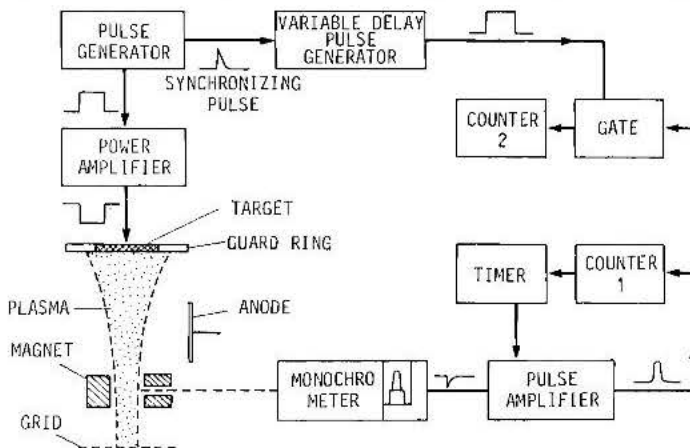 PULSE
GENERATOR
VARIABLE DELAY
PULSE
GENERATOR
SYNCHRONIZING
PULSE
POWER
AMPLIFIER
COUNTER
2
GATE
TARGET
GUARD RING
TIMER
COUNTER
1
PLASMA
ANODE
MAGNET
MONOCHRO
METER
PULSE
AMPLIFIER
GRID